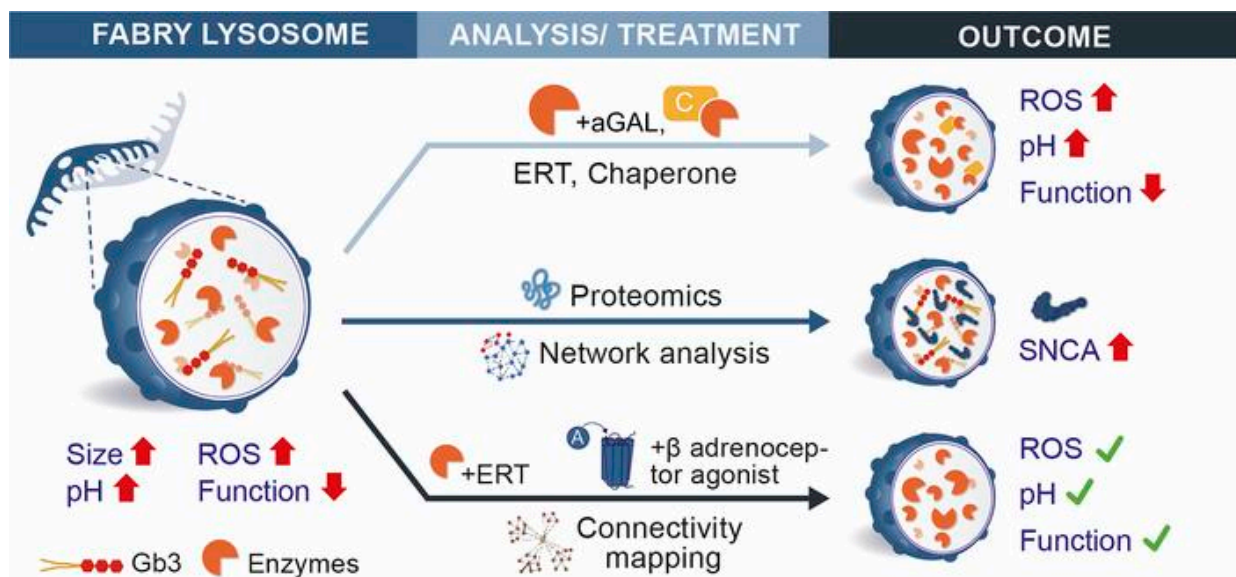 FABRY LYSOSOME
ANALYSIS/ TREATMENT
OUTCOME
+aGAL,
C
ERT, Chaperone
ROS
pH
Function
Proteomics
Network analysis
SNCA
Size
ROS
pH
Function
+ERT
A
+β adrenocep-
tor agonist
Connectivity
mapping
ROS
pH
Function
Gb3
Enzymes